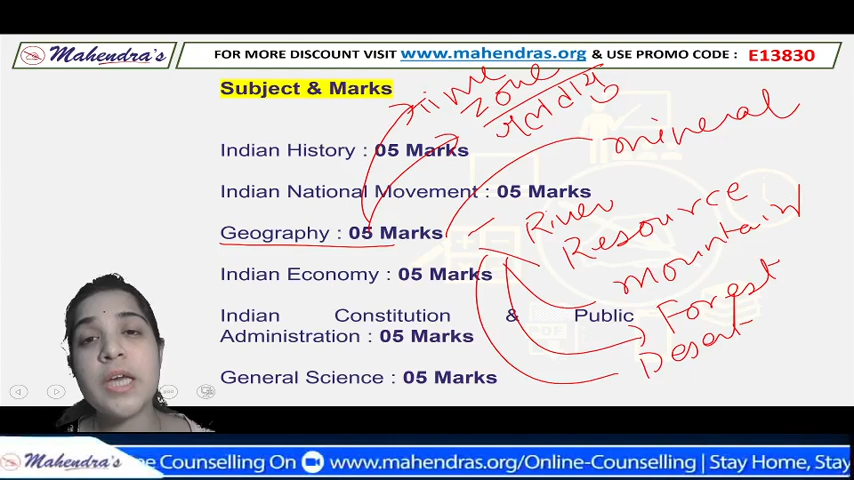 Mahendra's
FOR MORE DISCOUNT VISIT www.mahendras.org & USE PROMO CODE : E13830
Subject & Marks
Time
Zone
mineral
Indian History : 05 Marks
Indian National Movement : 05 Marks
River
Geography : 05 Marks
Resource
mountain
Indian Economy : 05 Marks
Forest
Indian Constitution & Public
Administration : 05 Marks
Desert
General Science : 05 Marks
Mahendra's
ne Counselling On www.mahendras.org/Online-Counselling | Stay Home, Stay